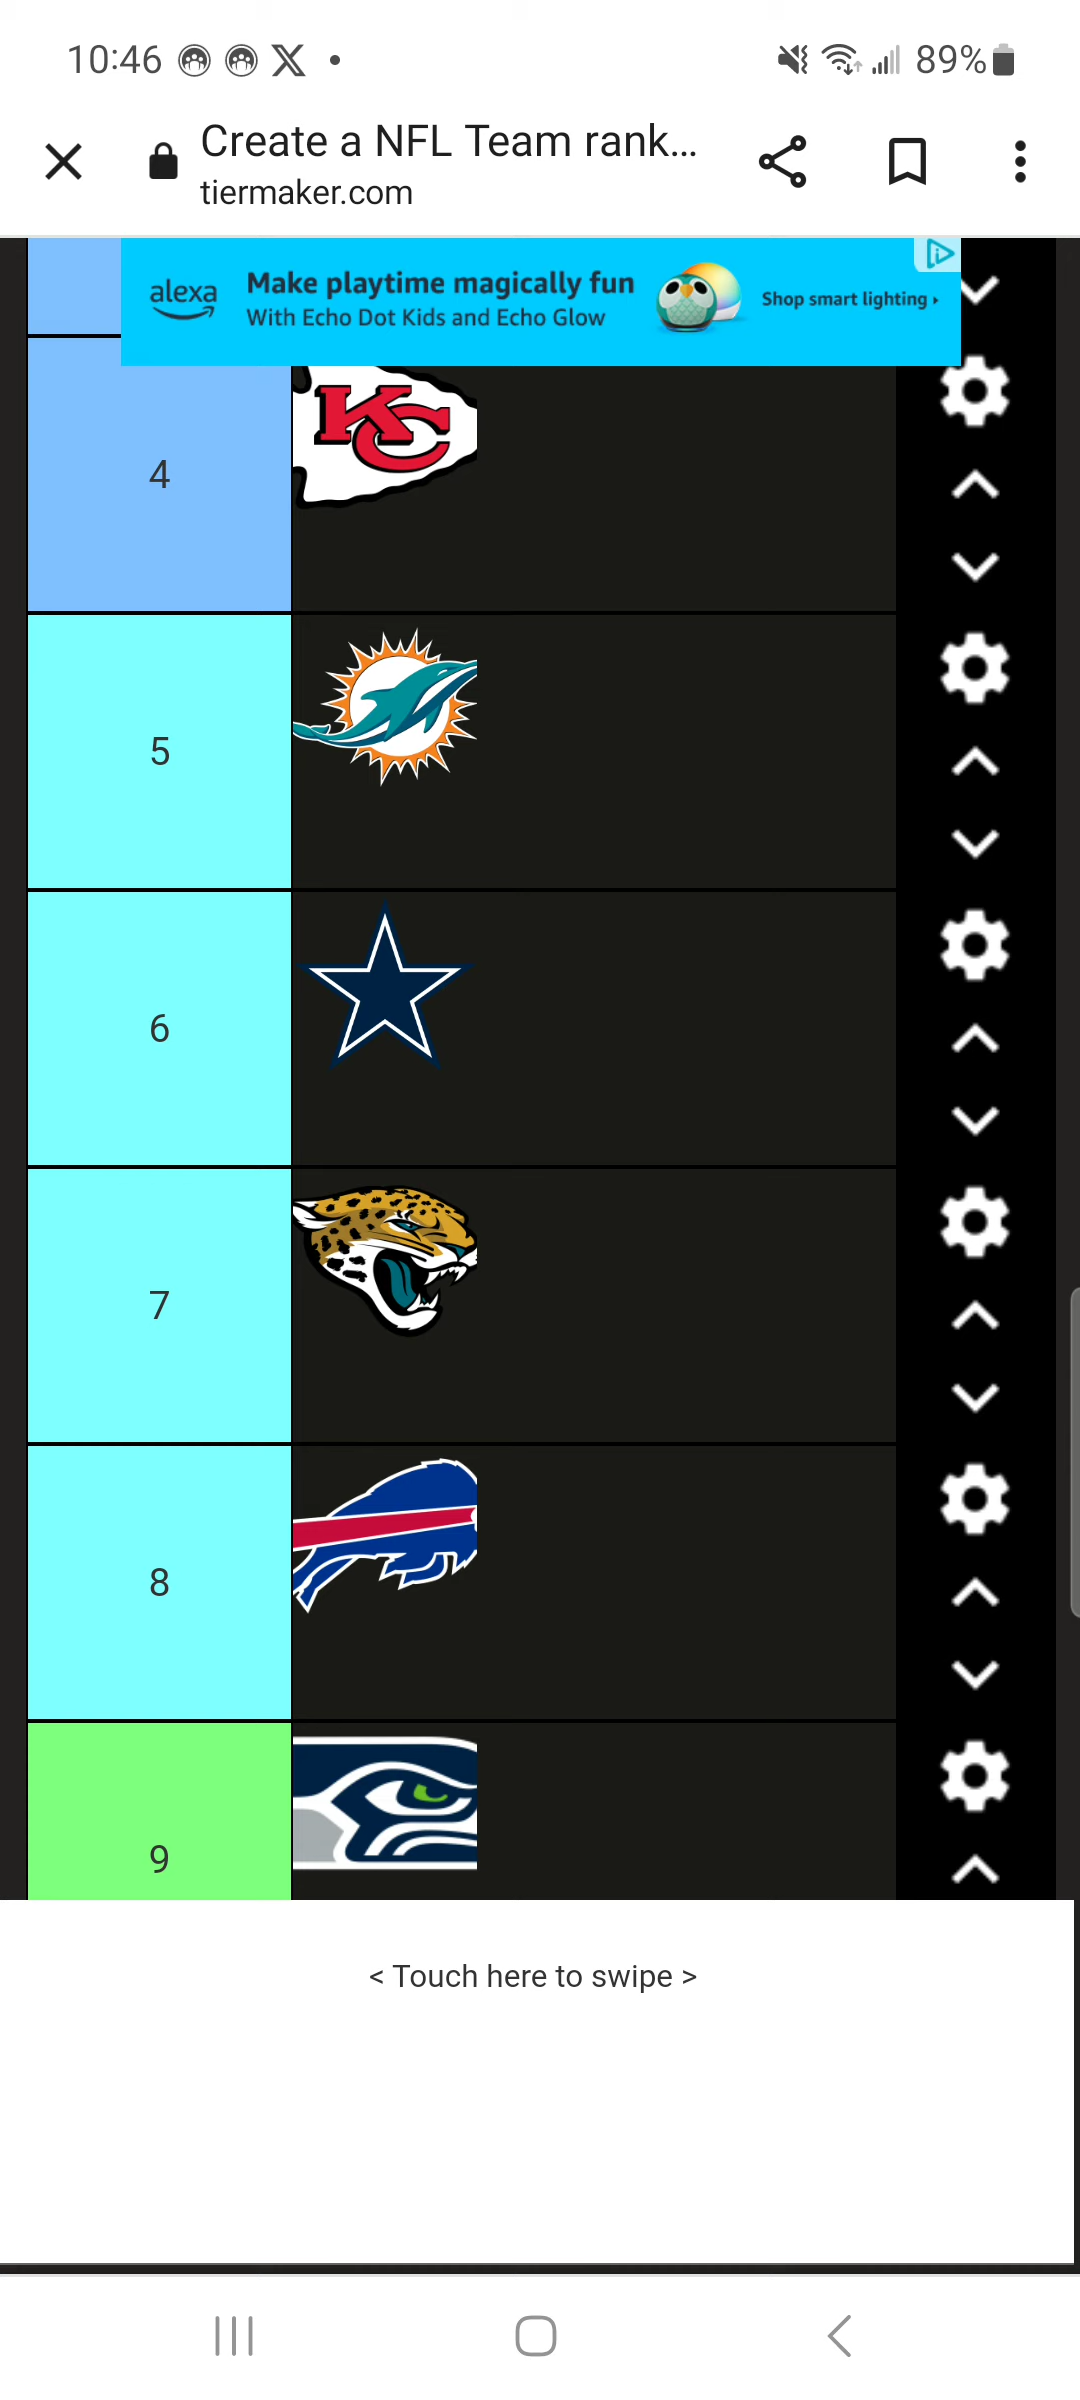 10:46
89%
Create a NFL Team rank...
tiermaker.com
alexa
Make playtime magically fun
With Echo Dot Kids and Echo Glow
Shop smart lighting ›
4
KC
5
6
7
8
9
< Touch here to swipe >